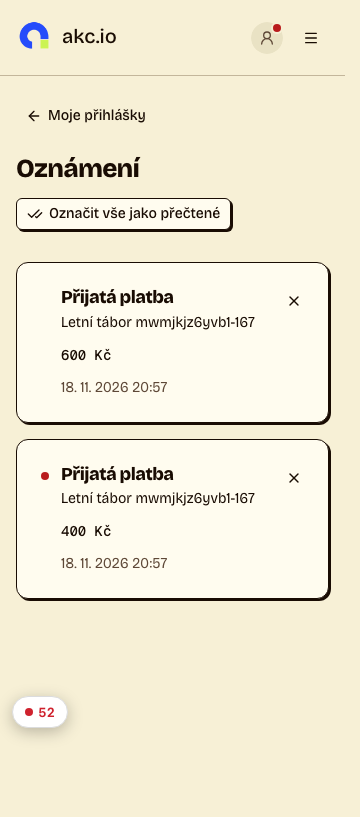 akc.io
Moje přihlášky
Oznámení
Označit vše jako přečtené
Přijatá platba
Letní tábor mwmjkjz6yvb1-167
600 Kč
18. 11. 2026 20:57
Přijatá platba
Letní tábor mwmjkjz6yvb1-167
400 Kč
18. 11. 2026 20:57
52